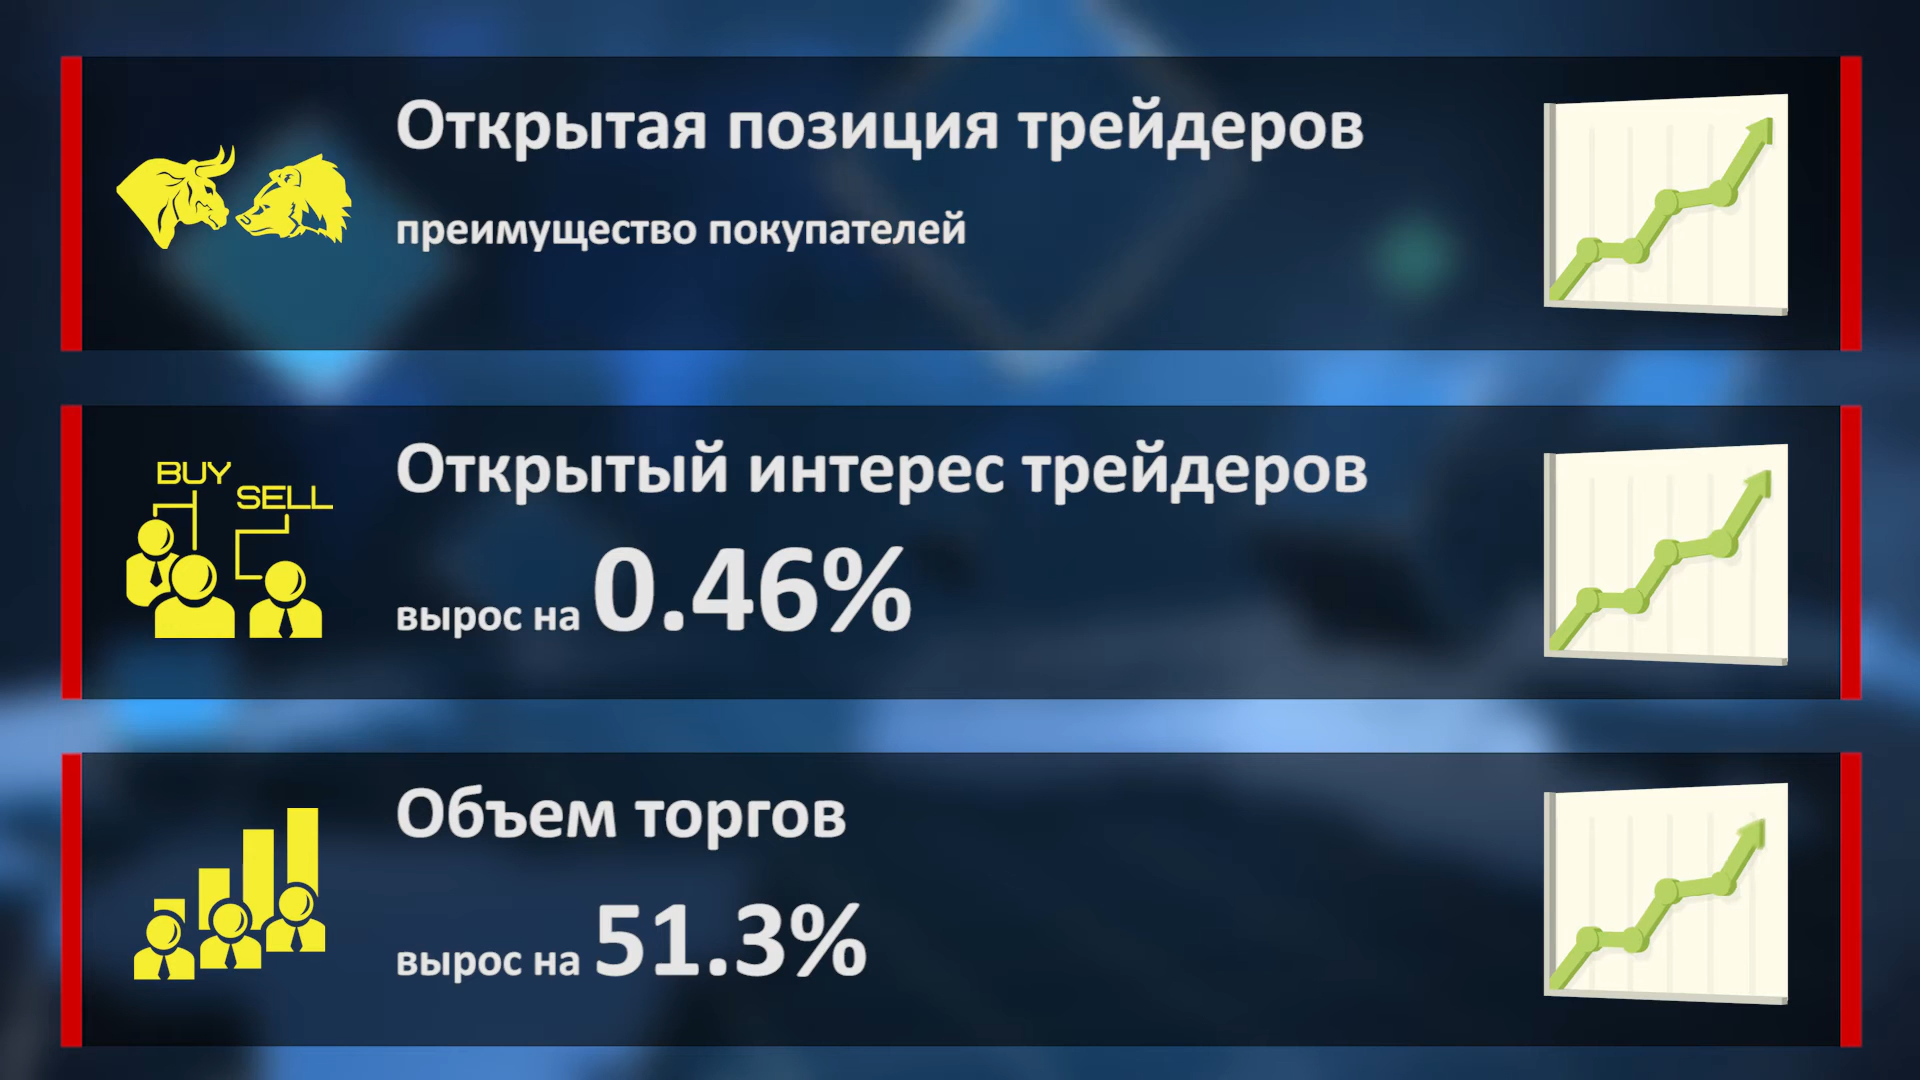 Открытая позиция трейдеров
преимущество покупателей
BUY
SELL
Открытый интерес трейдеров
вырос на 0.46%
Объем торгов
вырос на 51.3%